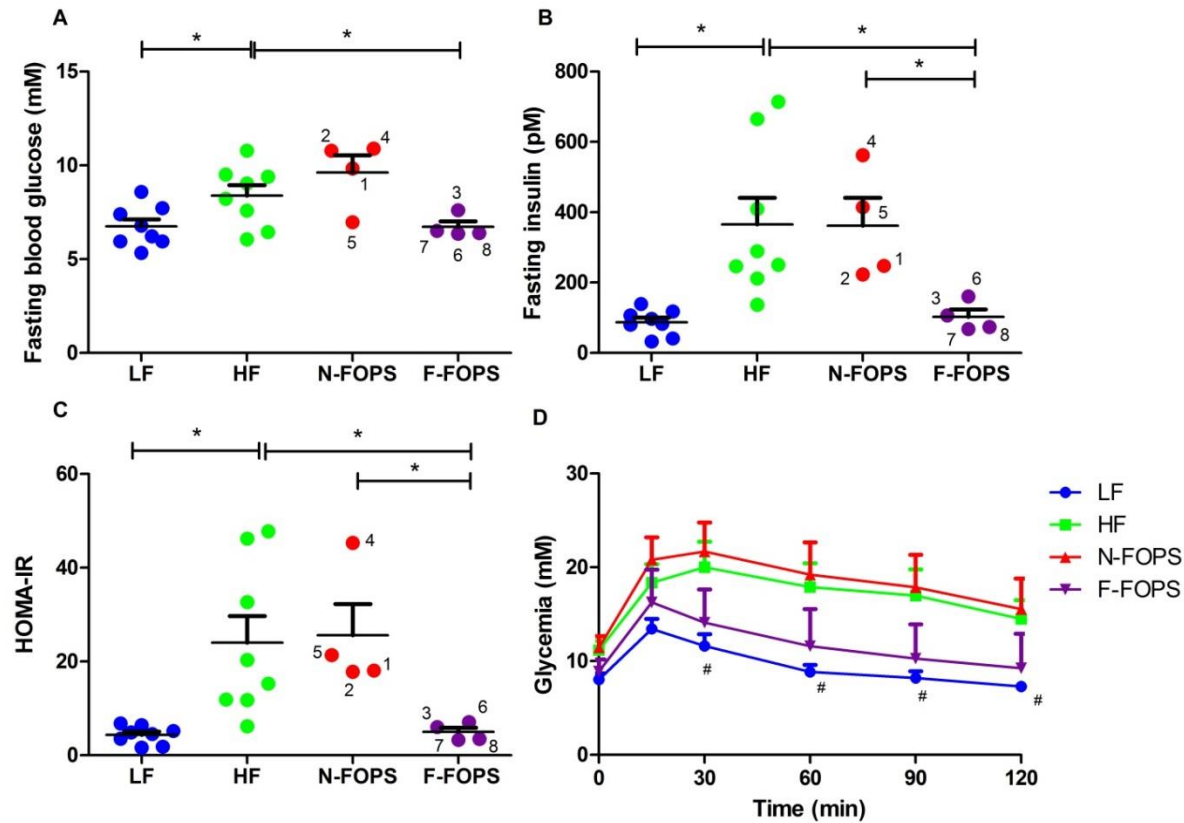 A
*
*
Fasting blood glucose (mM)
15
10
5
0
2
4
1
5
3
7
6
8
LF
HF
N-FOPS
F-FOPS
B
*
*
*
Fasting insulin (pM)
800
600
400
200
0
4
5
2
1
3
6
7
8
LF
HF
N-FOPS
F-FOPS
C
*
*
*
HOMA-IR
60
40
20
0
4
5
2
1
3
6
7
8
LF
HF
N-FOPS
F-FOPS
D
Glycemia (mM)
30
20
10
0
#
#
#
#
0
30
60
90
120
Time (min)
LF
HF
N-FOPS
F-FOPS